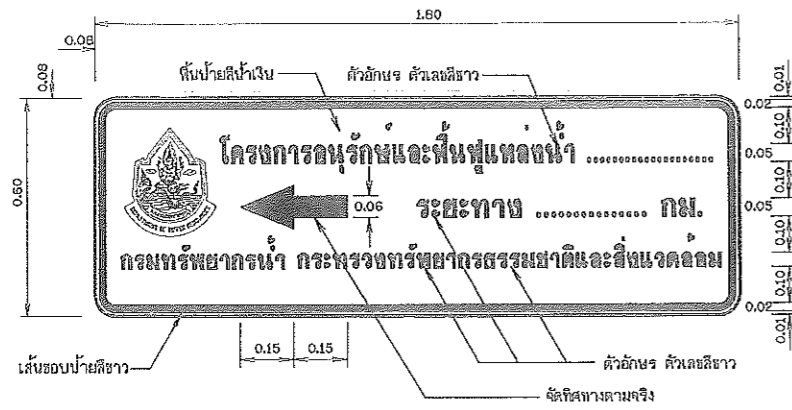 1.80
0.08
0.08
พื้นป้ายสีน้ำเงิน
ตัวอักษร ตัวเลขสีขาว
0.01
0.02
0.10
โครงการอนุรักษ์และฟื้นฟูแหล่งน้ำ ....................
0.05
0.10
0.60
0.06
ระยะทาง ............. กม.
0.05
0.10
กรมทรัพยากรน้ำ กระทรวงทรัพยากรธรรมชาติและสิ่งแวดล้อม
0.10
0.02
0.01
0.15
0.15
เส้นขอบป้ายสีขาว
ตัวอักษร ตัวเลขสีขาว
จัดทิศทางตามจริง